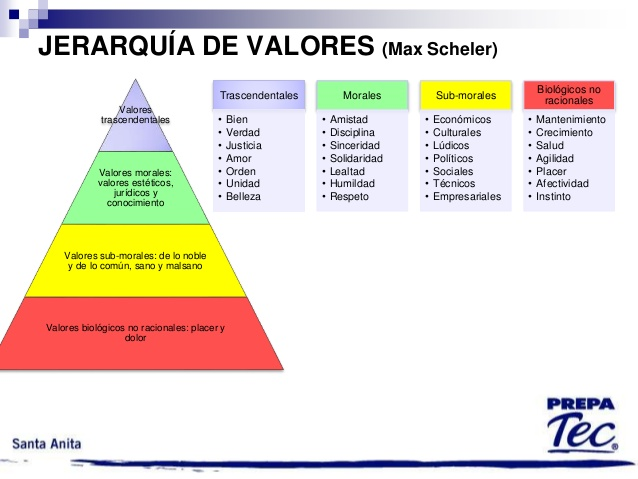 JERARQUÍA DE VALORES (Max Scheler)
Valores
trascendentales
Valores morales:
valores estéticos,
jurídicos y
conocimiento
Valores sub-morales: de lo noble
y de lo común, sano y malsano
Valores biológicos no racionales: placer y
dolor
Trascendentales
• Bien
• Verdad
• Justicia
• Amor
• Orden
• Unidad
• Belleza
Morales
• Amistad
• Disciplina
• Sinceridad
• Solidaridad
• Lealtad
• Humildad
• Respeto
Sub-morales
• Económicos
• Culturales
• Lúdicos
• Políticos
• Sociales
• Técnicos
• Empresariales
Biológicos no
racionales
• Mantenimiento
• Crecimiento
• Salud
• Agilidad
• Placer
• Afectividad
• Instinto
PREPA
TEC®
Santa Anita